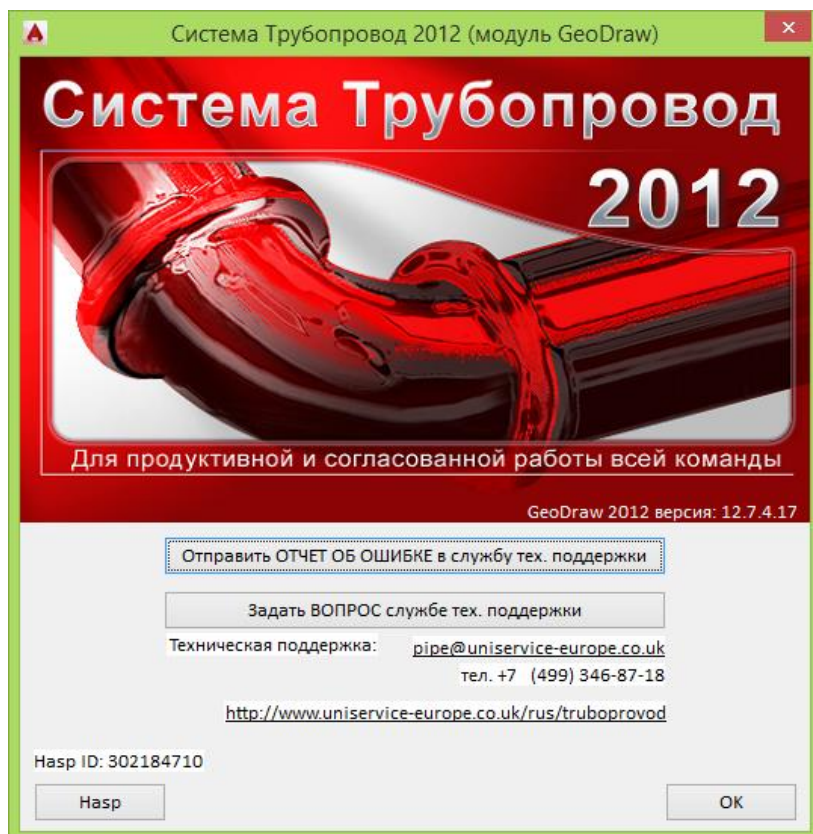 Система Трубопровод 2012 (модуль GeoDraw)
Система Трубопровод
2012
Для продуктивной и согласованной работы всей команды
GeoDraw 2012 версия: 12.7.4.17
Отправить ОТЧЕТ ОБ ОШИБКЕ в службу тех. поддержки
Задать ВОПРОС службе тех. поддержки
Техническая поддержка: pipe@uniservice-europe.co.uk
тел. +7 (499) 346-87-18
http://www.uniservice-europe.co.uk/rus/truboprovod
Hasp ID: 302184710
Hasp OK